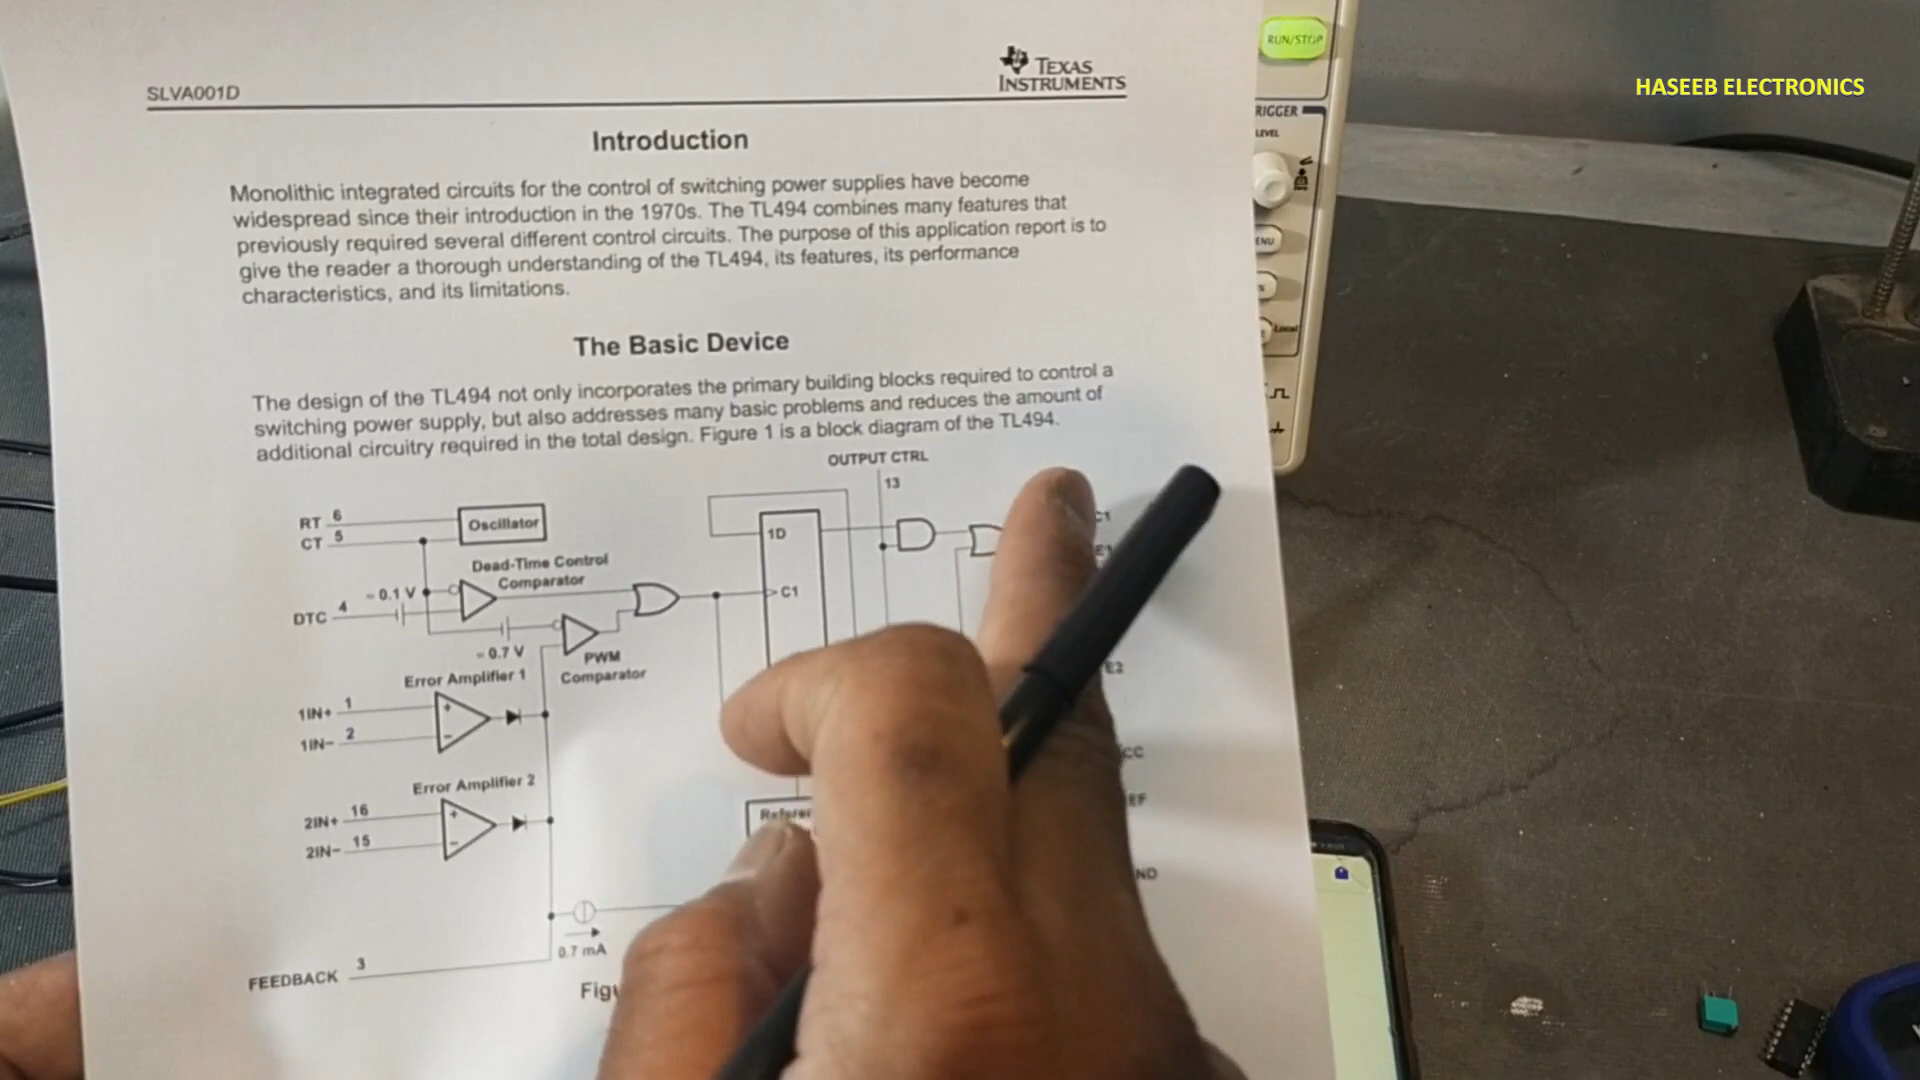 HASEEB ELECTRONICS
RUN/STOP
LEVEL
Local
SLVA001D
TEXAS
INSTRUMENTS
Introduction
Monolithic integrated circuits for the control of switching power supplies have become
widespread since their introduction in the 1970s. The TL494 combines many features that
previously required several different control circuits. The purpose of this application report is to
give the reader a thorough understanding of the TL494, its features, its performance
characteristics, and its limitations.
The Basic Device
The design of the TL494 not only incorporates the primary building blocks required to control a
switching power supply, but also addresses many basic problems and reduces the amount of
additional circuitry required in the total design. Figure 1 is a block diagram of the TL494.
OUTPUT CTRL
13
RT 6
CT 5
Oscillator
1D
C1
E1
Dead-Time Control
Comparator
≈ 0.1 V
C1
DTC 4
≈ 0.7 V
PWM
Comparator
E2
Error Amplifier 1
1IN+ 1
1IN− 2
Error Amplifier 2
2IN+ 16
2IN− 15
0.7 mA
FEEDBACK 3